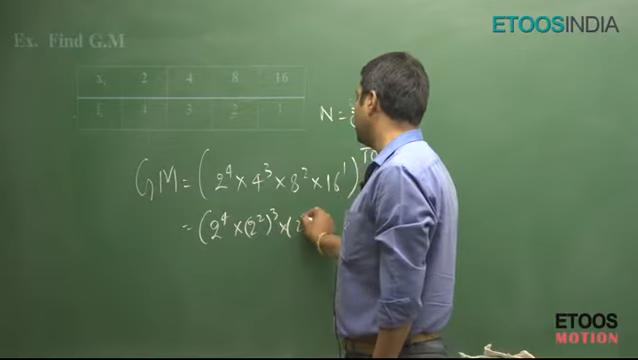 ETOOSINDIA
Ex. Find G.M
xᵢ 2 4 8 16
fᵢ 4 3 2 1
N =
GM = (2⁴ × 4³ × 8² × 16¹)
= (2⁴ × (2²)³ × (2
ETOOS
MOTION